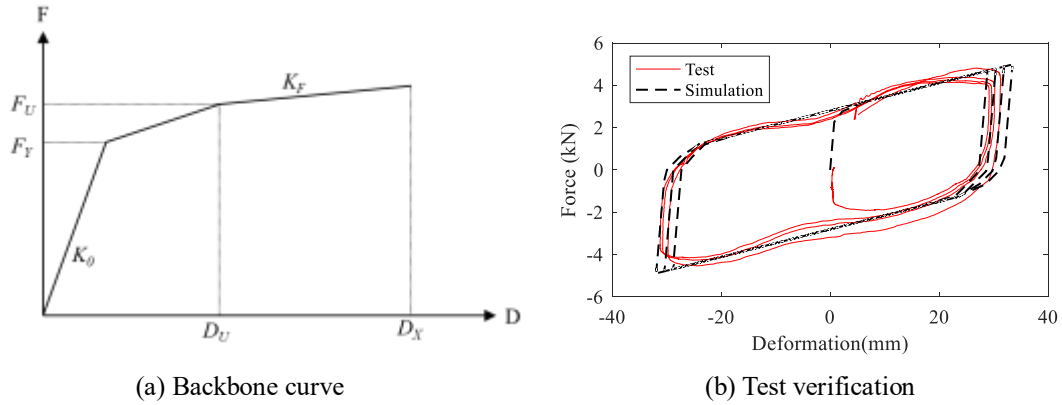 F
F_U
F_Y
K_F
K_0
D_U
D_X
D
6
4
2
0
-2
-4
-6
Force (kN)
Test
Simulation
-40
-20
0
20
40
Deformation(mm)
(a) Backbone curve
(b) Test verification